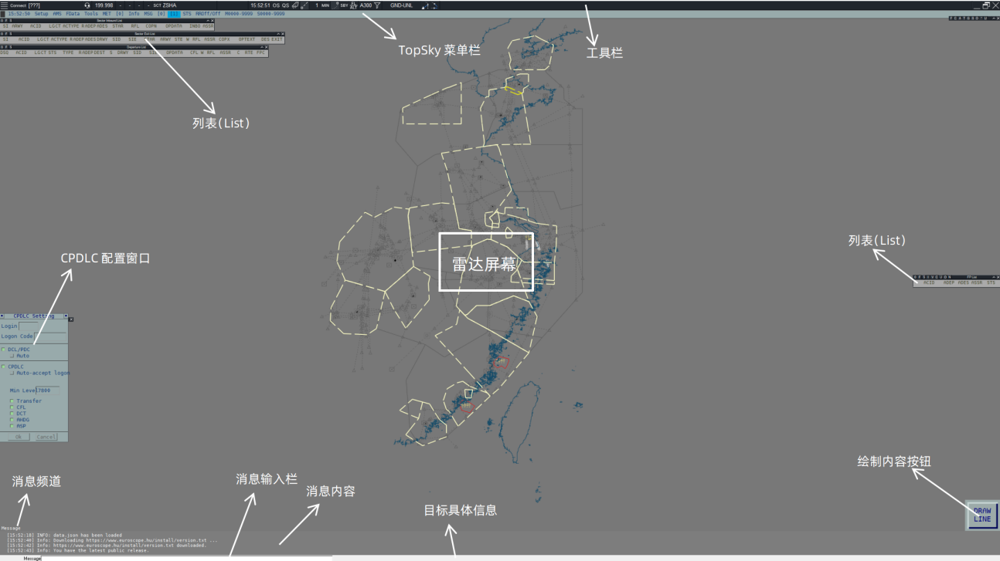 Connect [???] 199.998 - - - - SCT ZSHA 15:52:51 OS QS 1 MIN SBY A300 GND-UNL
15:52:50 Setup AWS FData Tools MET [0] Info MSG [0] [1] STS RROff/Off M0000-9999 S0000-9999
Sector Inbound List
SI ARWY ACID LGCT ACTYPE R ADEP ADES STAR RFL COPN OPDATA INBO ASSR
Sector Exit List
SI ACID LGCT ACTYPE R ADEP ADES DRWY SID SIE STAR ARWY STE W RFL ASSR COPX OPTEXT DES EXIT
Departure List
ACID LGCT STS TYPE R ADEP DEST S DRWY SID OPDATA CFL W RFL ASSR C RTE FPC
TopSky 菜单栏
工具栏
列表(List)
列表(List)
FP List
ACID ADEP ADES ASSR STS
CPDLC 配置窗口
雷达屏幕
CPDLC Setting
Login
Logon Code
DCL/PDC
Auto
CPDLC
Auto-accept logon
Min Level 7800
Transfer
CFL
DCT
AHDG
ASP
Ok Cancel
消息频道
消息输入栏
消息内容
目标具体信息
绘制内容按钮
DRAW
LINE
Message
[15:52:18] INFO: data.json has been loaded
[15:52:40] Info: Downloading https://www.euroscope.hu/install/version.txt ...
[15:52:42] Info: https://www.euroscope.hu/install/version.txt downloaded.
[15:52:43] Info: You have the latest public release.
Message